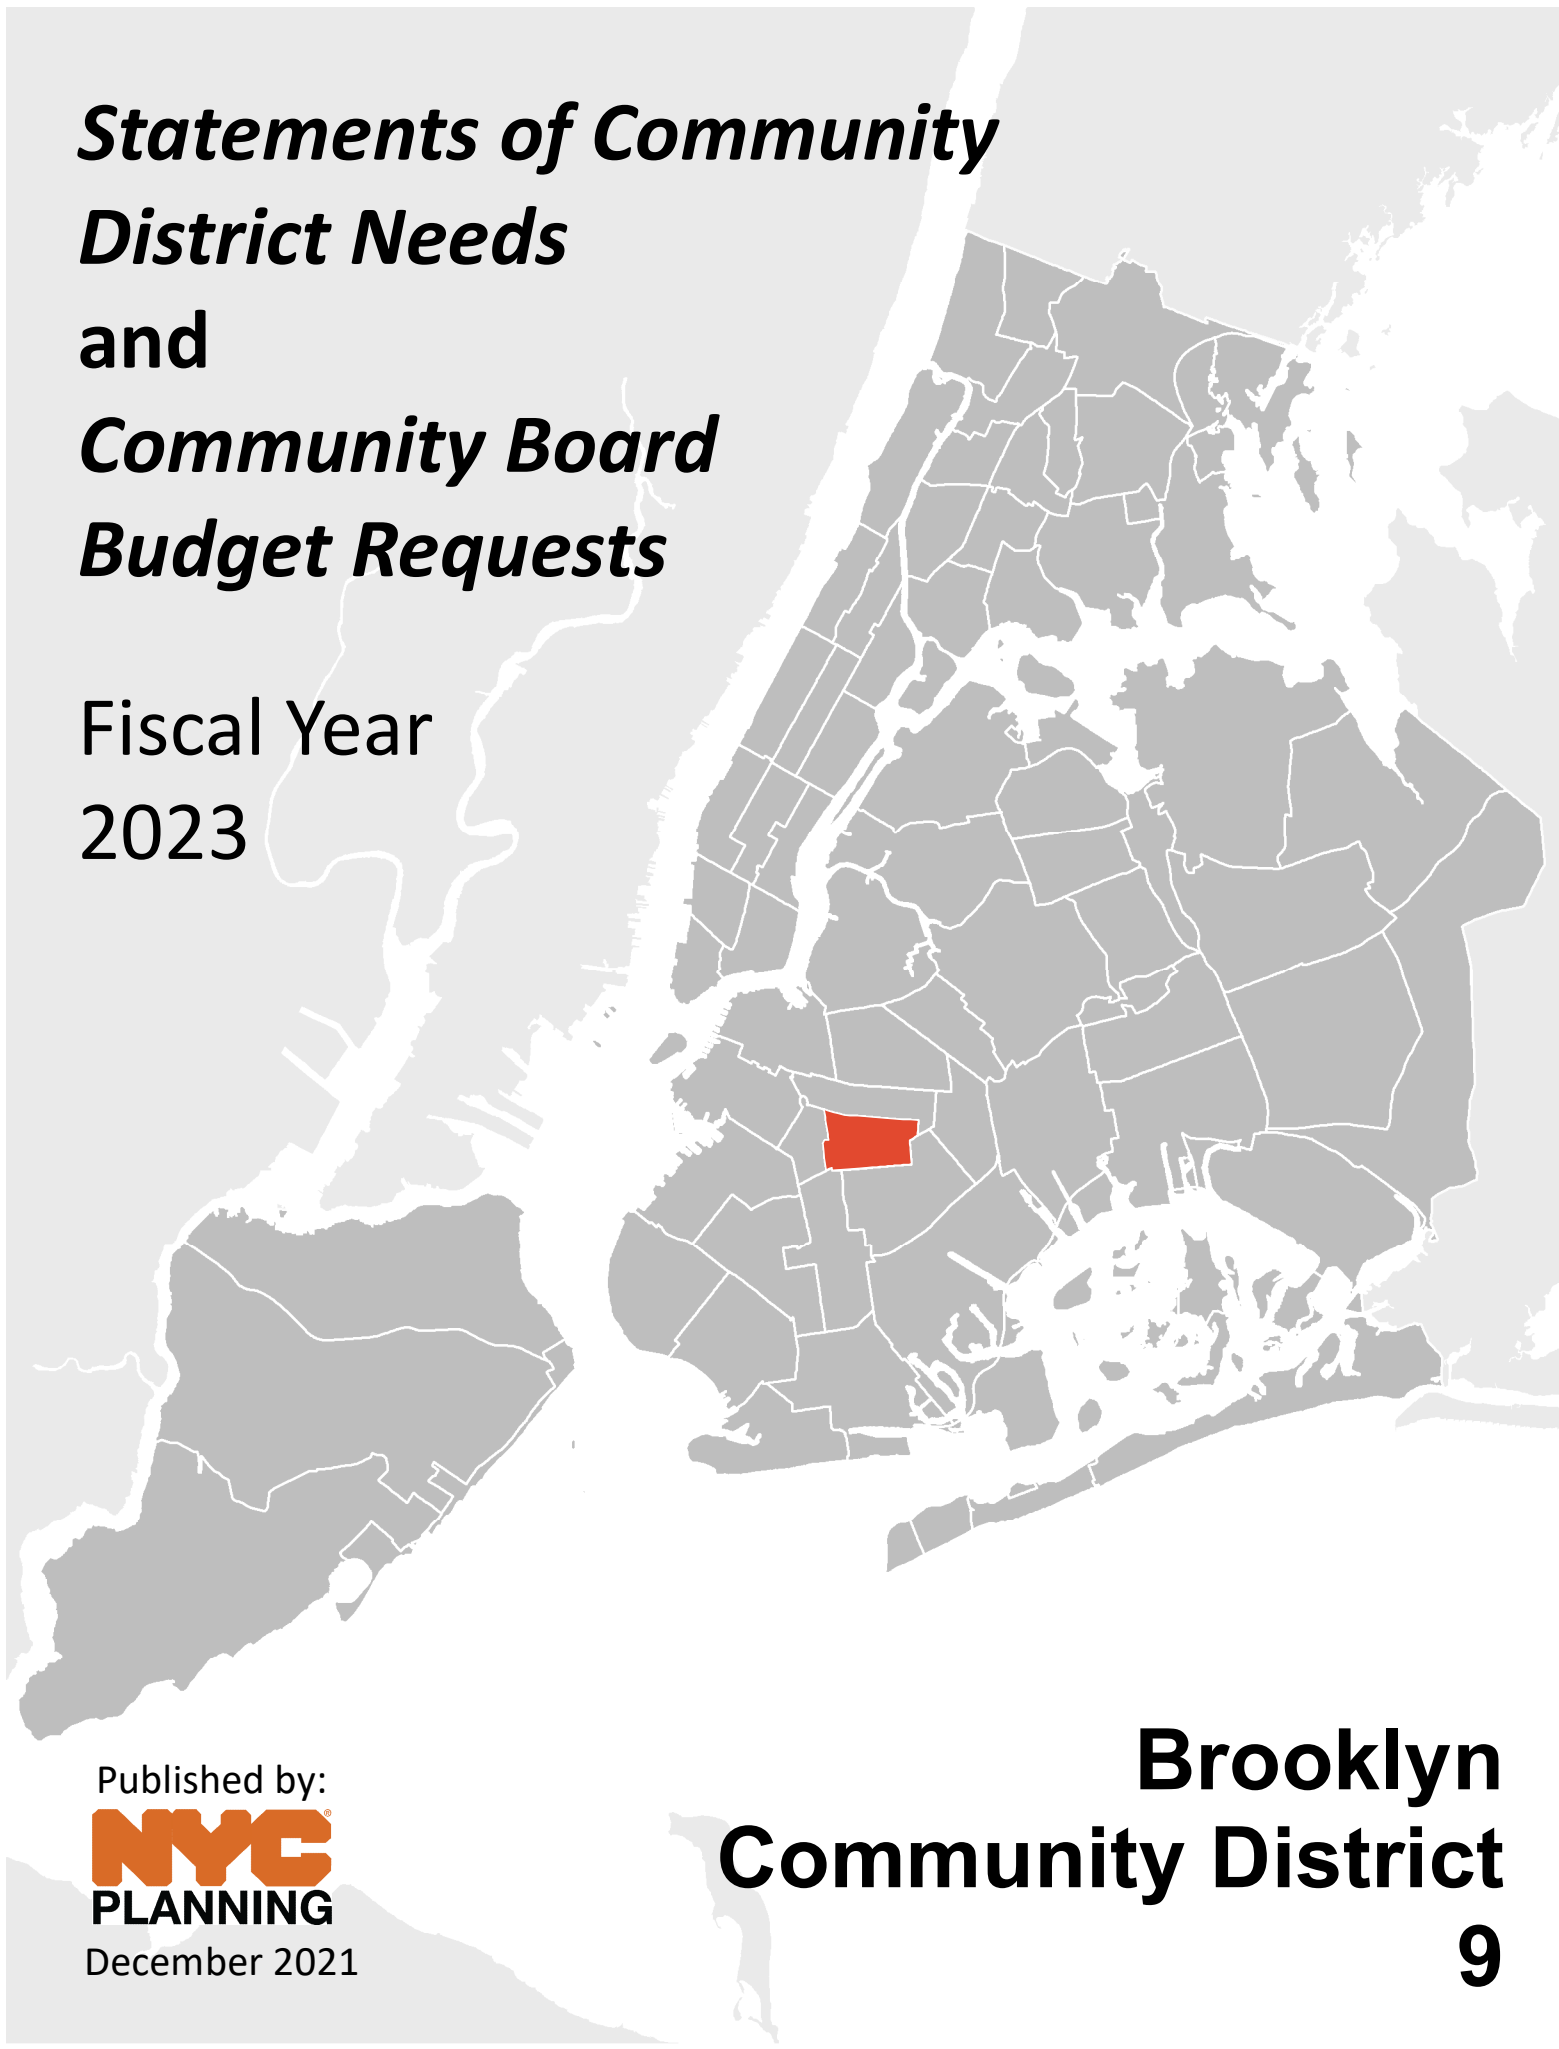 Statements of Community
District Needs
and
Community Board
Budget Requests
Fiscal Year
2023
Published by:
NYC®
PLANNING
December 2021
Brooklyn
Community District
9